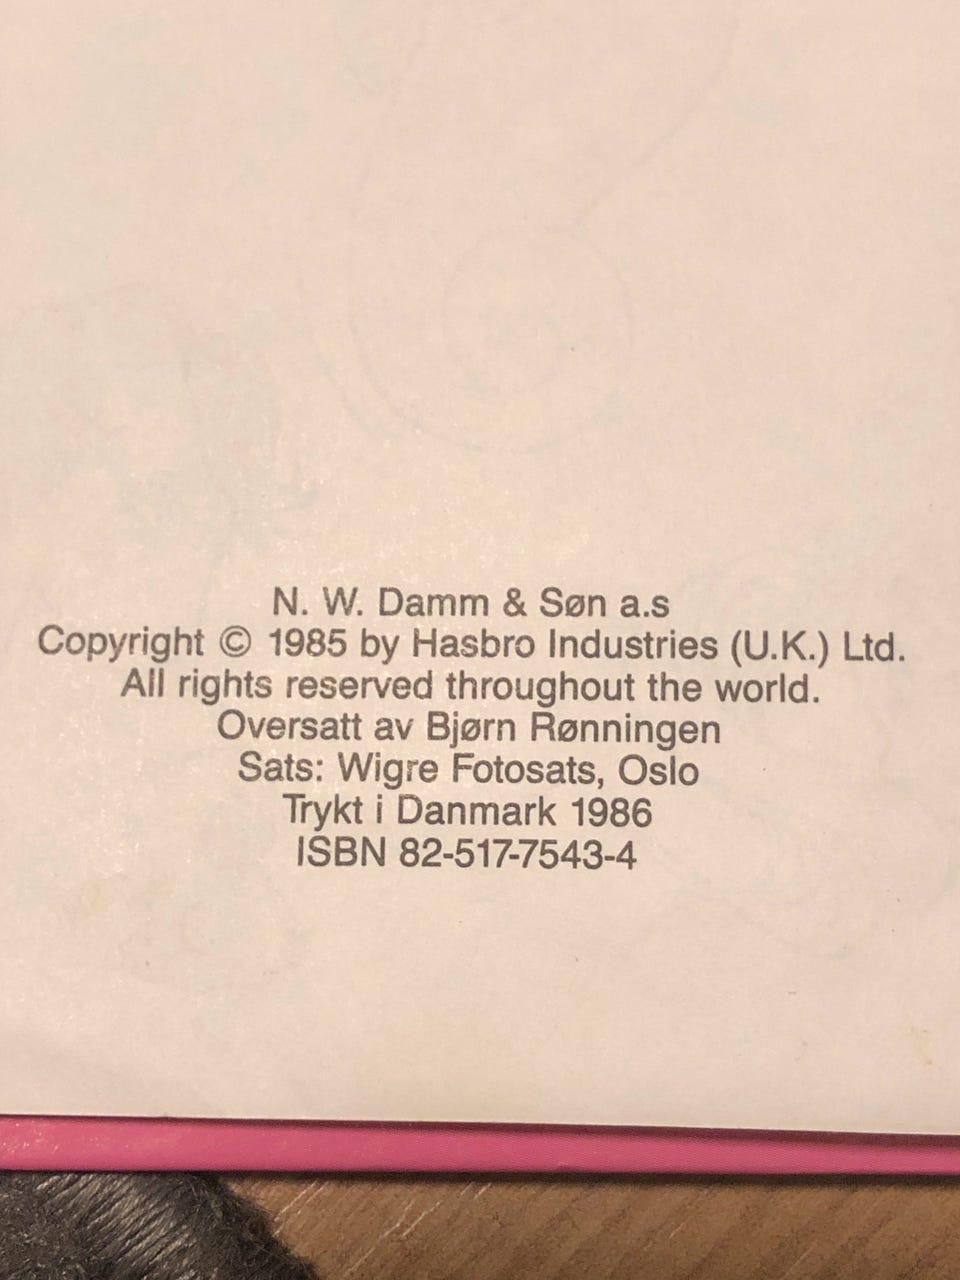 N. W. Damm & Søn a.s
Copyright © 1985 by Hasbro Industries (U.K.) Ltd.
All rights reserved throughout the world.
Oversatt av Bjørn Rønningen
Sats: Wigre Fotosats, Oslo
Trykt i Danmark 1986
ISBN 82-517-7543-4